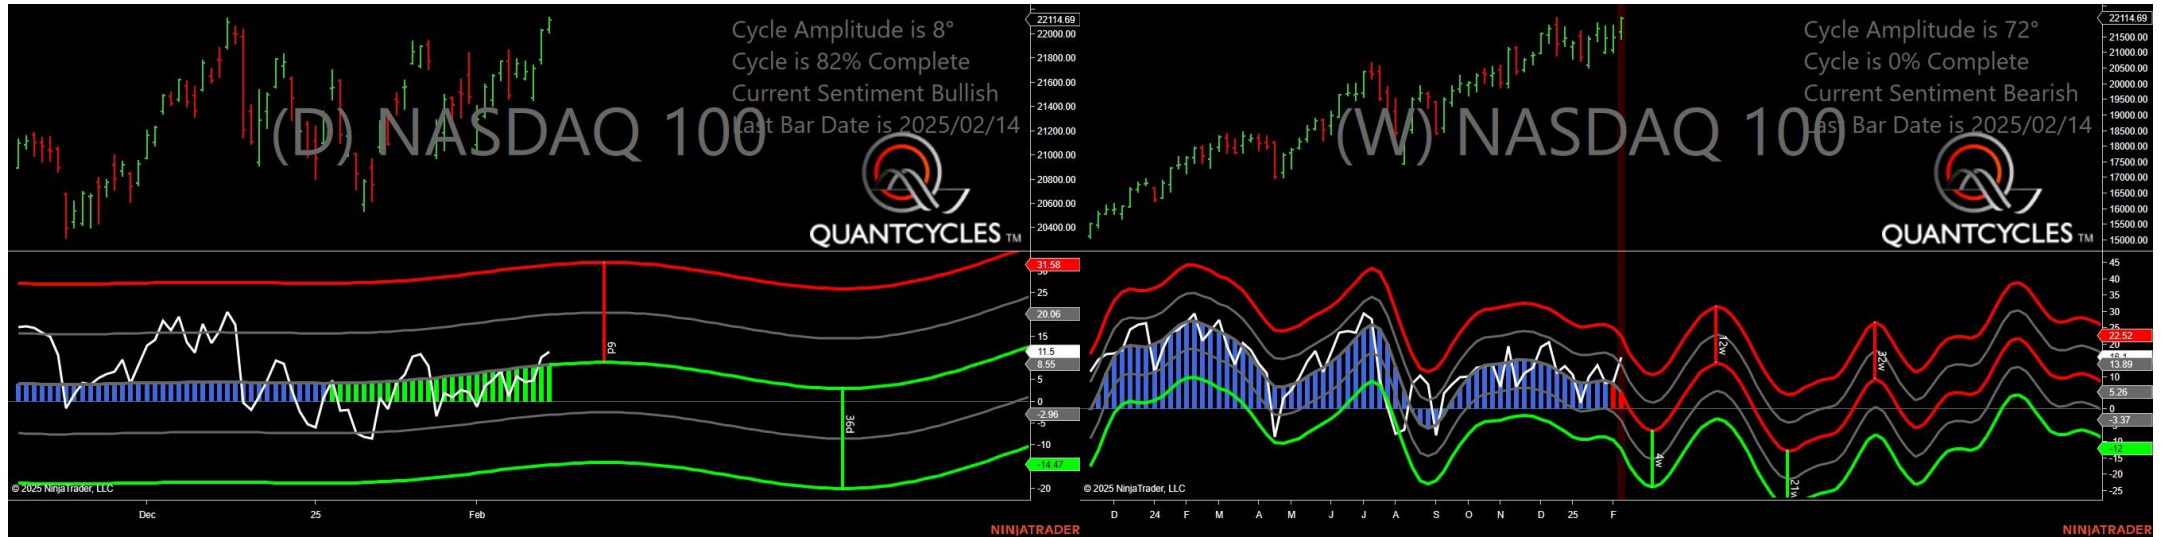 Cycle Amplitude is 8°
Cycle is 82% Complete
Current Sentiment Bullish
Last Bar Date is 2025/02/14
(D) NASDAQ 100
QUANTCYCLES TM
22114.69
22000.00
21800.00
21600.00
21400.00
21200.00
21000.00
20800.00
20600.00
20400.00
31.58
30
25
20.06
15
11.5
8.55
5
0
-2.96
-5
-10
-14.47
-20
6d
36d
© 2025 NinjaTrader, LLC
Dec
25
Feb
NINJATRADER
Cycle Amplitude is 72°
Cycle is 0% Complete
Current Sentiment Bearish
Last Bar Date is 2025/02/14
(W) NASDAQ 100
QUANTCYCLES TM
22114.69
21500.00
21000.00
20500.00
20000.00
19500.00
19000.00
18500.00
18000.00
17500.00
17000.00
16500.00
16000.00
15500.00
15000.00
45
40
35
30
25
22.52
20
13.89
10
5.26
0
-3.37
-10
-12
-15
-20
-25
12w
32w
4w
21w
© 2025 NinjaTrader, LLC
D 24 F M A M J J A S O N D 25 F
NINJATRADER